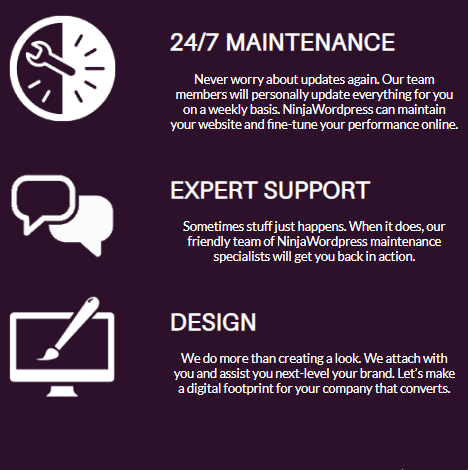 24/7 MAINTENANCE
Never worry about updates again. Our team
members will personally update everything for you
on a weekly basis. NinjaWordpress can maintain
your website and fine-tune your performance online.
EXPERT SUPPORT
Sometimes stuff just happens. When it does, our
friendly team of NinjaWordpress maintenance
specialists will get you back in action.
DESIGN
We do more than creating a look. We attach with
you and assist you next-level your brand. Let's make
a digital footprint for your company that converts.